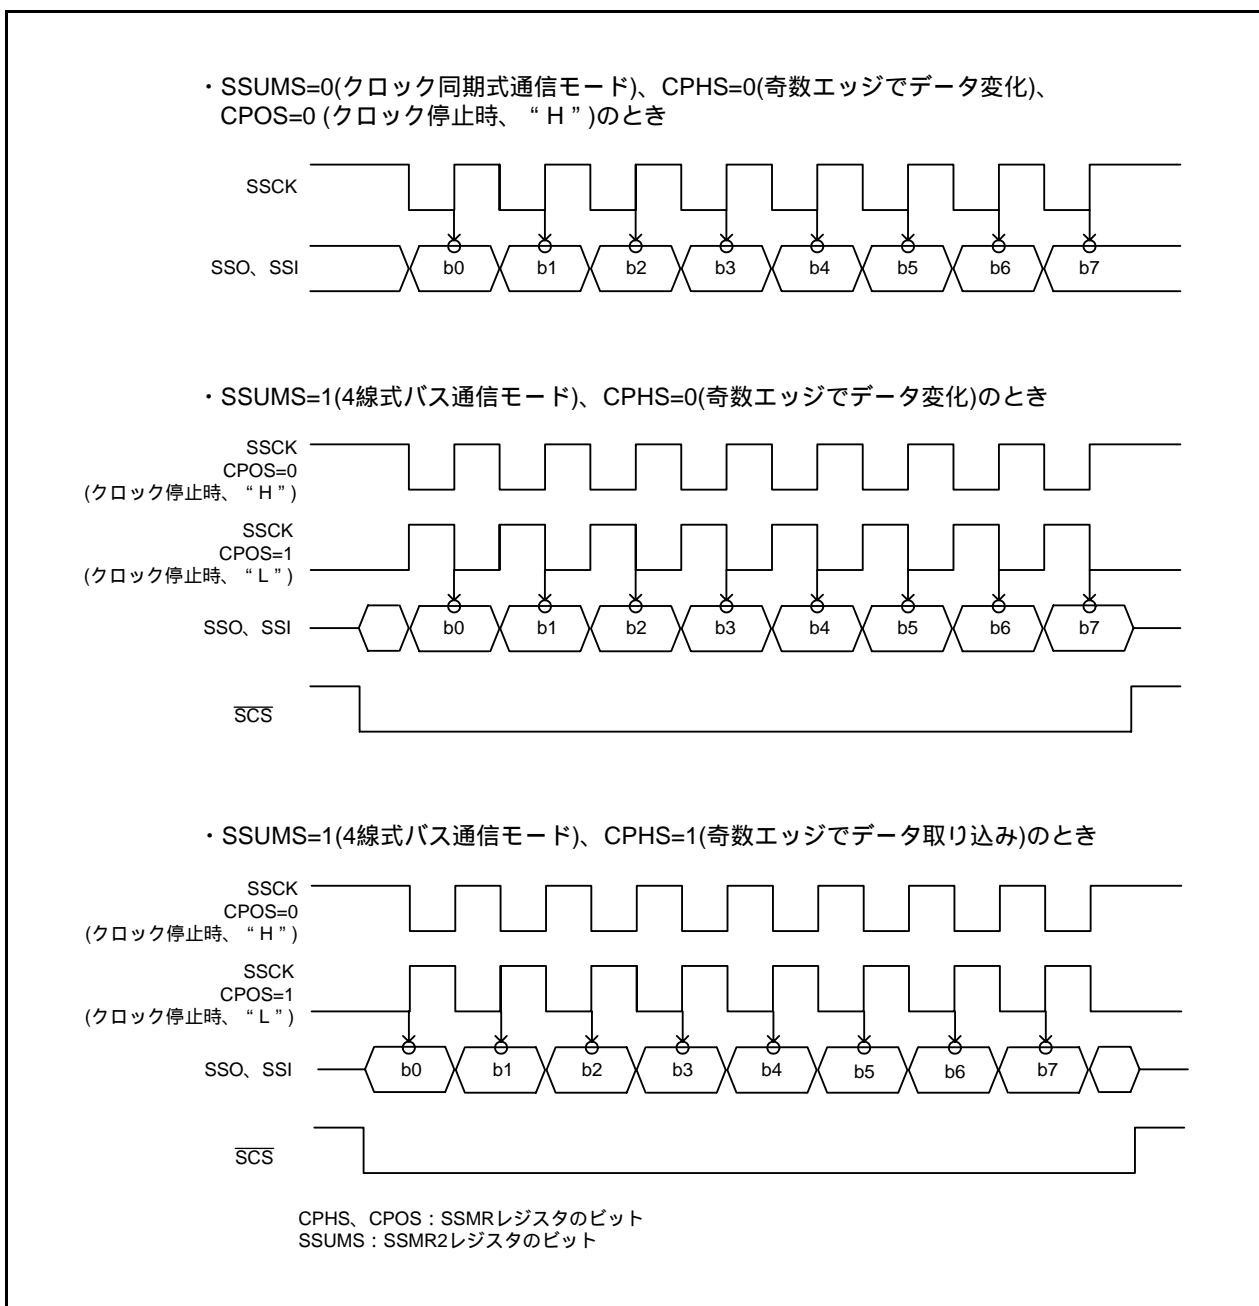 ・SSUMS=0(クロック同期式通信モード)、CPHS=0(奇数エッジでデータ変化)、
CPOS=0 (クロック停止時、“H”)のとき
SSCK
SSO、SSI
b0 b1 b2 b3 b4 b5 b6 b7
・SSUMS=1(4線式バス通信モード)、CPHS=0(奇数エッジでデータ変化)のとき
SSCK
CPOS=0
(クロック停止時、“H”)
SSCK
CPOS=1
(クロック停止時、“L”)
SSO、SSI
b0 b1 b2 b3 b4 b5 b6 b7
SCS
・SSUMS=1(4線式バス通信モード)、CPHS=1(奇数エッジでデータ取り込み)のとき
SSCK
CPOS=0
(クロック停止時、“H”)
SSCK
CPOS=1
(クロック停止時、“L”)
SSO、SSI
b0 b1 b2 b3 b4 b5 b6 b7
SCS
CPHS、CPOS：SSMRレジスタのビット
SSUMS：SSMR2レジスタのビット